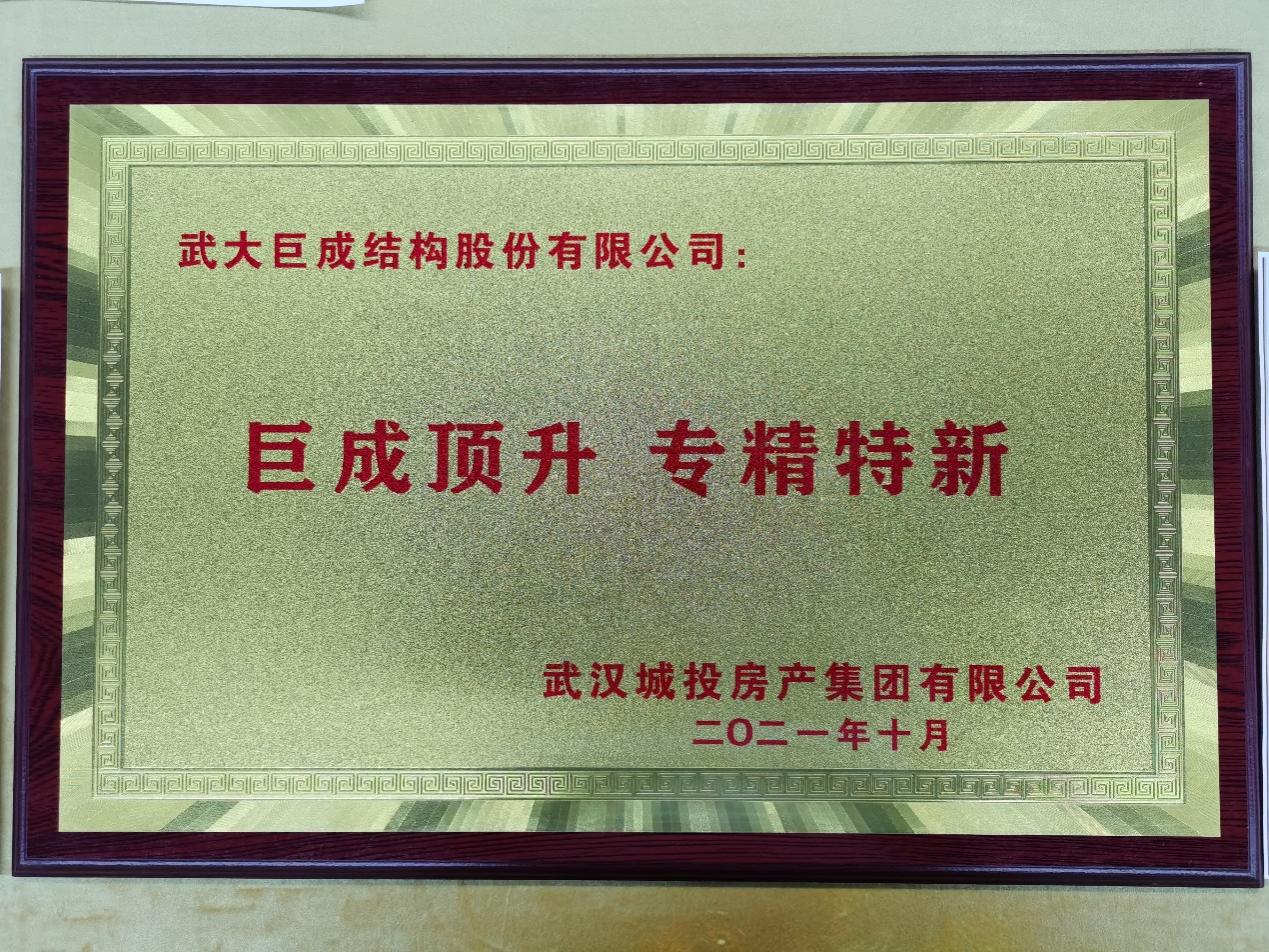 武大巨成结构股份有限公司：
巨成顶升 专精特新
武汉城投房产集团有限公司
二〇二一年十月